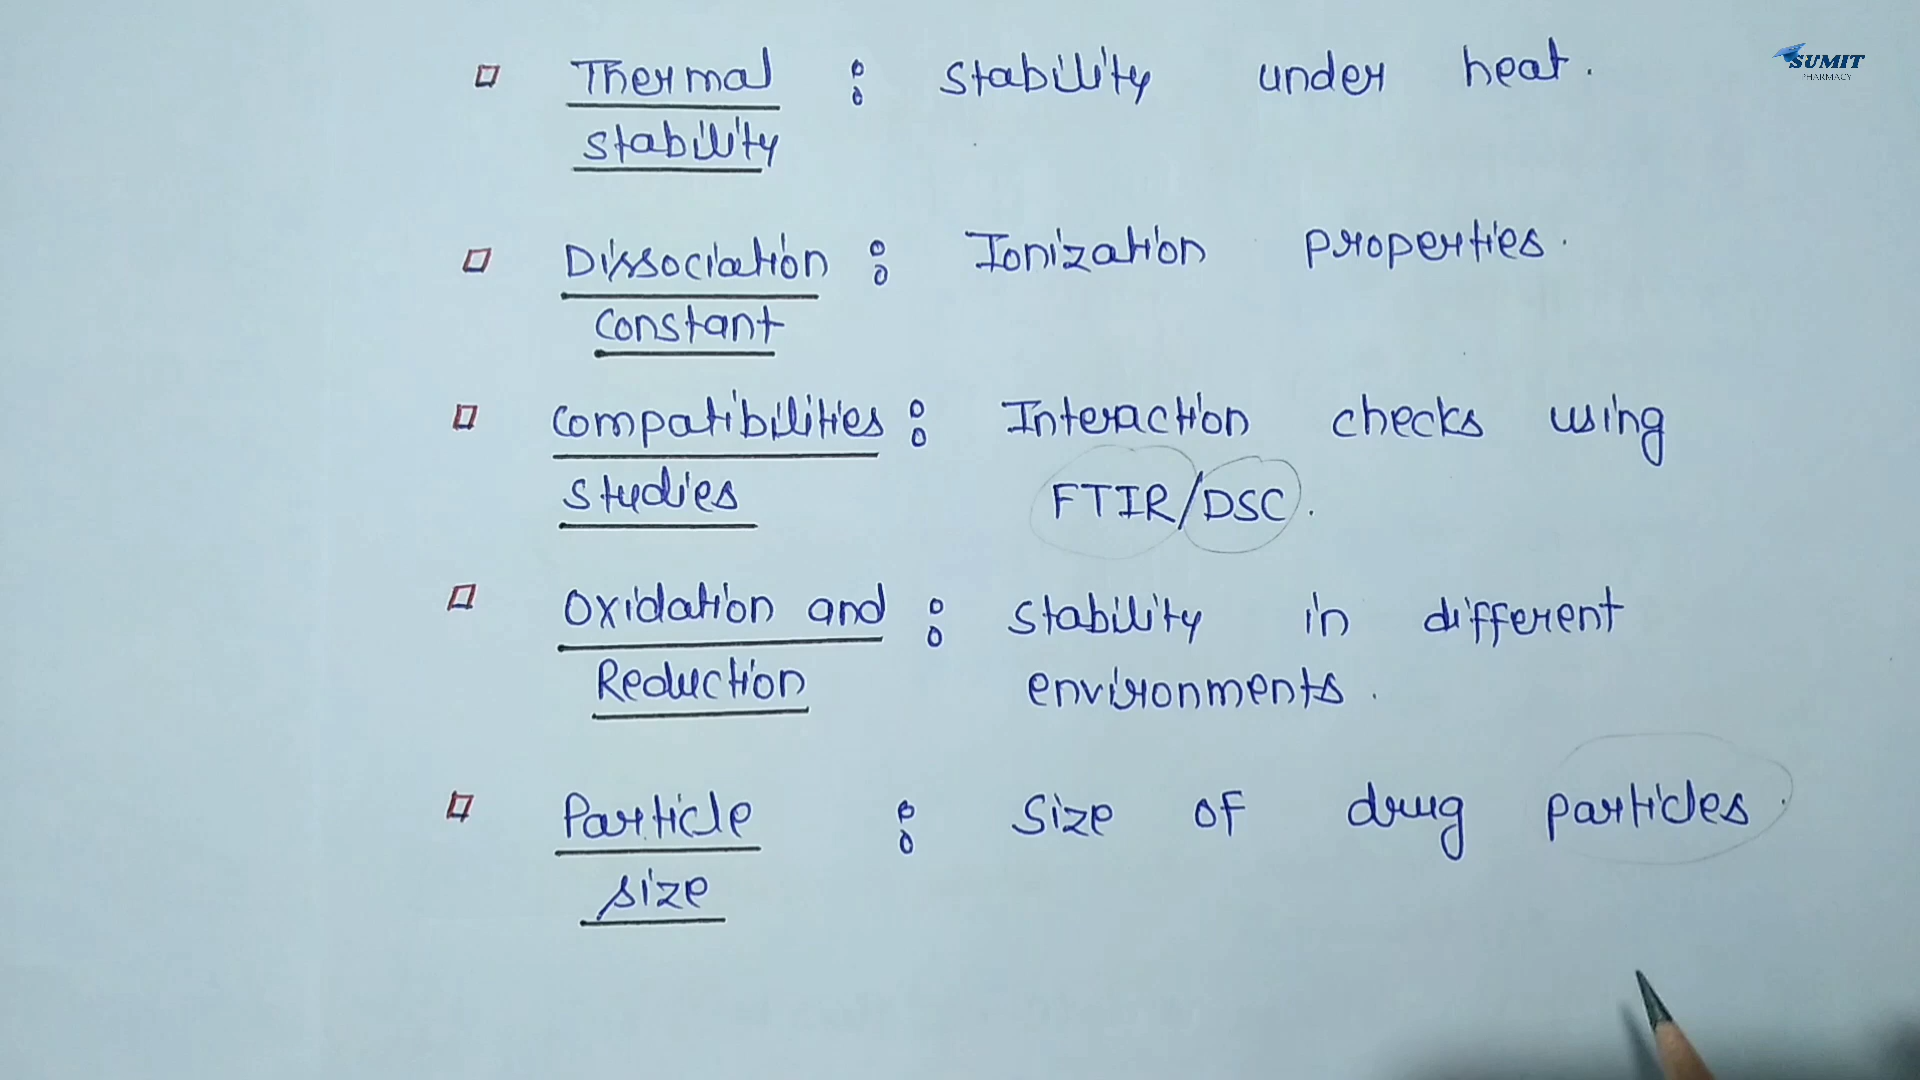 SUMIT
PHARMACY
Thermal : Stability under heat.
stability
Dissociation : Ionization properties.
constant
Compatibilities : Interaction checks using
studies FTIR/DSC.
Oxidation and : stability in different
Reduction environments.
Particle : Size of drug particles.
size